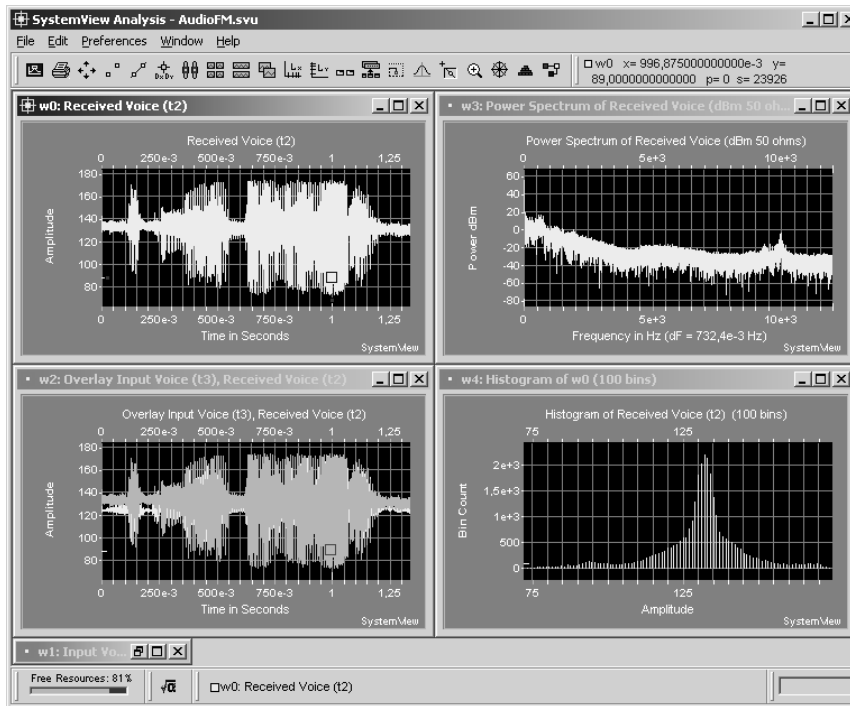 SystemView Analysis - AudioFM.svu
File Edit Preferences Window Help
w0 x= 996,875000000000e-3 y=
89,0000000000000 p= 0 s= 23926
w0: Received Voice (t2)
Received Voice (t2)
0 250e-3 500e-3 750e-3 1 1,25
180
160
140
120
100
80
Amplitude
0 250e-3 500e-3 750e-3 1 1,25
Time in Seconds
SystemView
w3: Power Spectrum of Received Voice (dBm 50 oh...
Power Spectrum of Received Voice (dBm 50 ohms)
0 5e+3 10e+3
60
40
20
0
-20
-40
-60
-80
Power dBm
0 5e+3 10e+3
Frequency in Hz (dF = 732,4e-3 Hz)
SystemView
w2: Overlay Input Voice (t3), Received Voice (t2)
Overlay Input Voice (t3), Received Voice (t2)
0 250e-3 500e-3 750e-3 1 1,25
180
160
140
120
100
80
Amplitude
0 250e-3 500e-3 750e-3 1 1,25
Time in Seconds
SystemView
w4: Histogram of w0 (100 bins)
Histogram of Received Voice (t2) (100 bins)
75 125
2e+3
1,5e+3
1e+3
500
0
Bin Count
75 125
Amplitude
SystemView
w1: Input Vo...
Free Resources: 81%
√α
w0: Received Voice (t2)